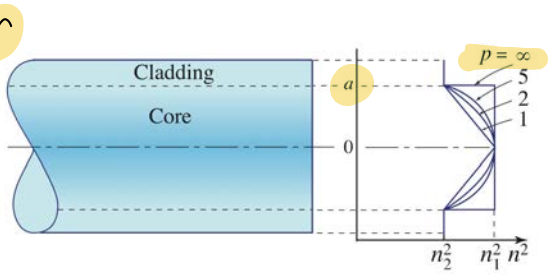 Cladding
Core
a
0
p = ∞
5
2
1
n₂²
n₁²
n²